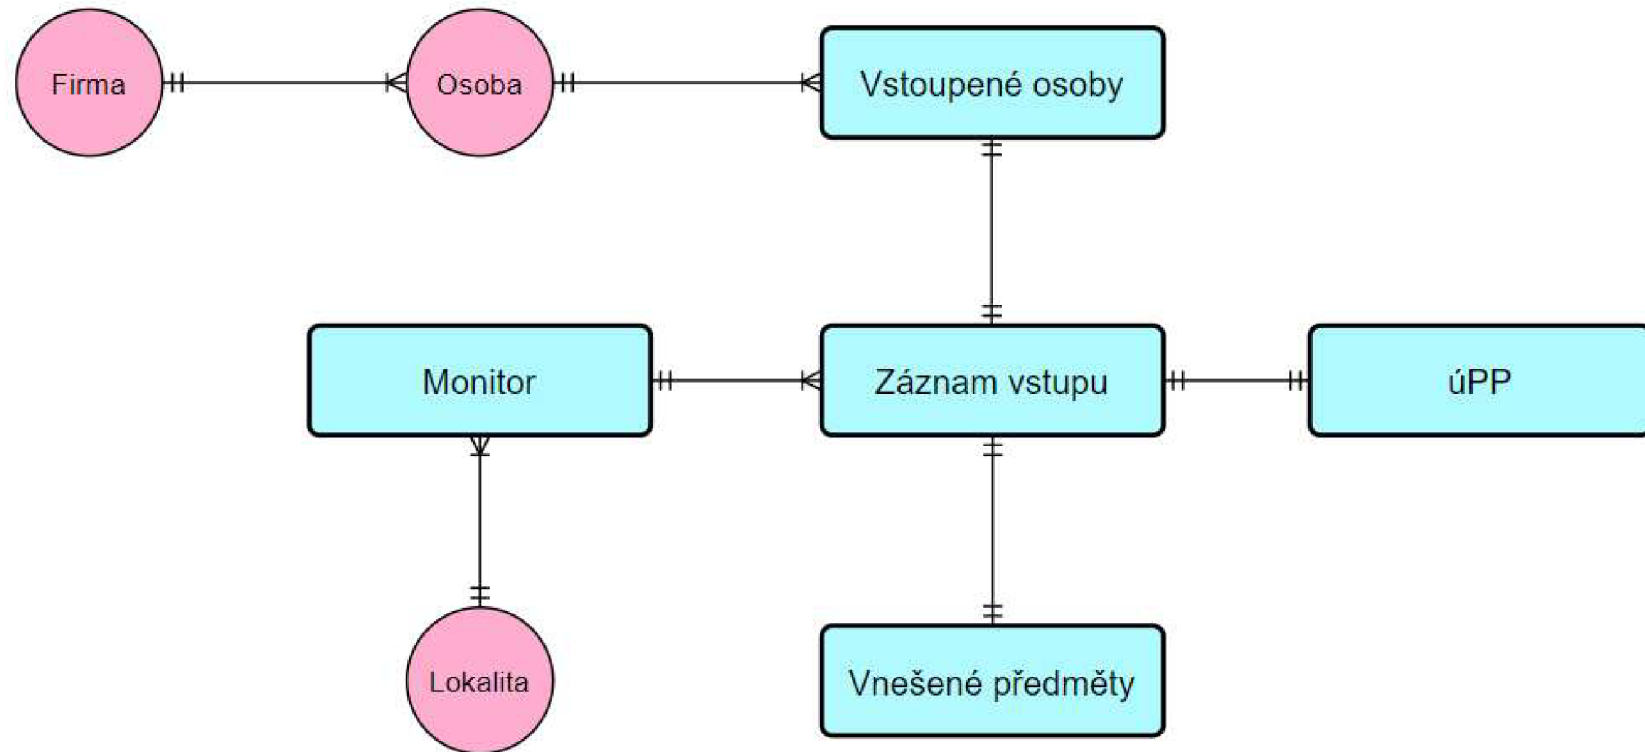 Firma
Osoba
Vstoupené osoby
Monitor
Záznam vstupu
úPP
Lokalita
Vnešené předměty